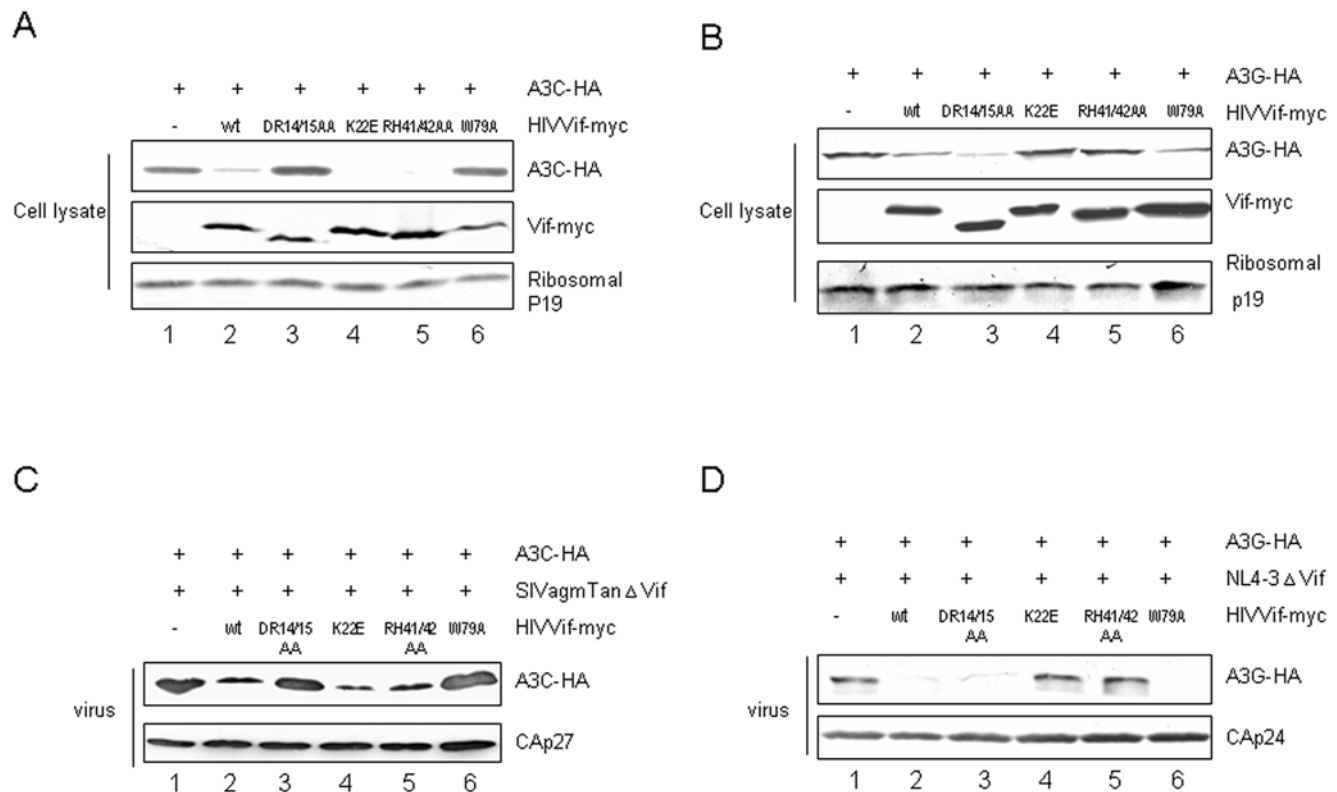 A
+ + + + + + A3C-HA
- wt DR14/15AA K22E RH41/42AA W79A HIVVif-myc
A3C-HA
Cell lysate
Vif-myc
Ribosomal
P19
1 2 3 4 5 6
B
+ + + + + + A3G-HA
- wt DR14/15AA K22E RH41/42AA W79A HIVVif-myc
A3G-HA
Cell lysate
Vif-myc
Ribosomal
p19
1 2 3 4 5 6
C
+ + + + + + A3C-HA
+ + + + + + SIVagmTan Δ Vif
- wt DR14/15 K22E RH41/42 W79A HIVVif-myc
AA AA
A3C-HA
virus
CAp27
1 2 3 4 5 6
D
+ + + + + + A3G-HA
+ + + + + + NL4-3 Δ Vif
- wt DR14/15 K22E RH41/42 W79A HIVVif-myc
AA AA
A3G-HA
virus
CAp24
1 2 3 4 5 6